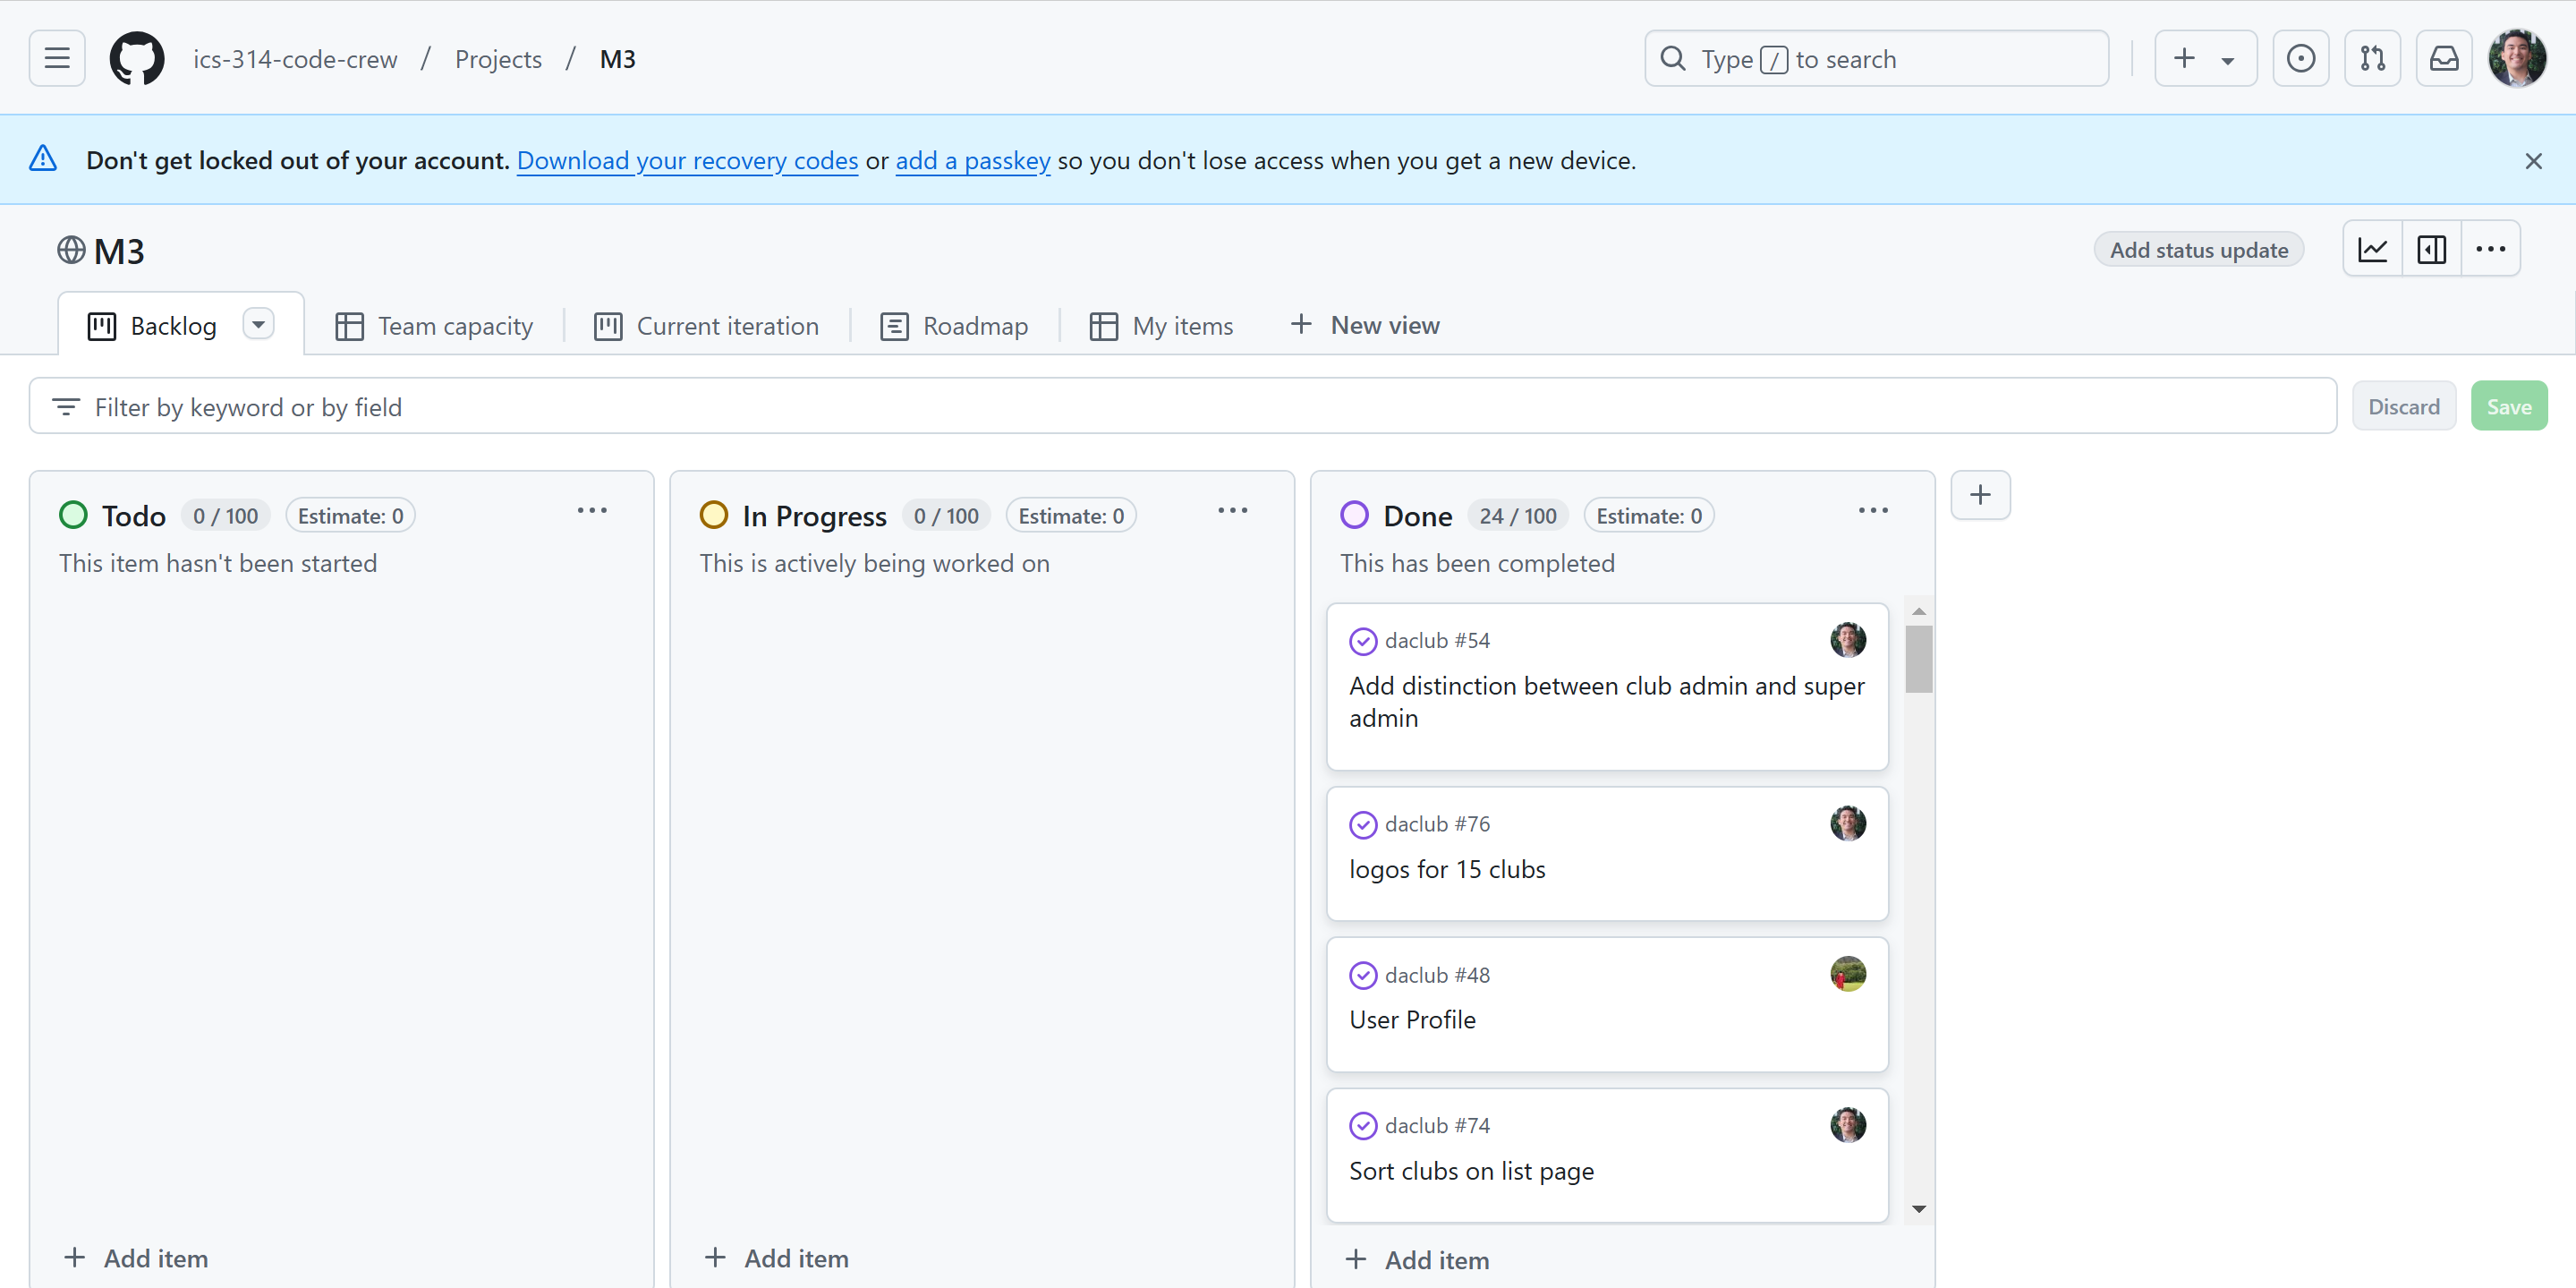 ics-314-code-crew / Projects / M3
Type / to search
Don't get locked out of your account. Download your recovery codes or add a passkey so you don't lose access when you get a new device.
M3
Add status update
Backlog
Team capacity
Current iteration
Roadmap
My items
New view
Filter by keyword or by field
Discard
Save
Todo 0 / 100 Estimate: 0
This item hasn't been started
Add item
In Progress 0 / 100 Estimate: 0
This is actively being worked on
Add item
Done 24 / 100 Estimate: 0
This has been completed
daclub #54
Add distinction between club admin and super
admin
daclub #76
logos for 15 clubs
daclub #48
User Profile
daclub #74
Sort clubs on list page
Add item